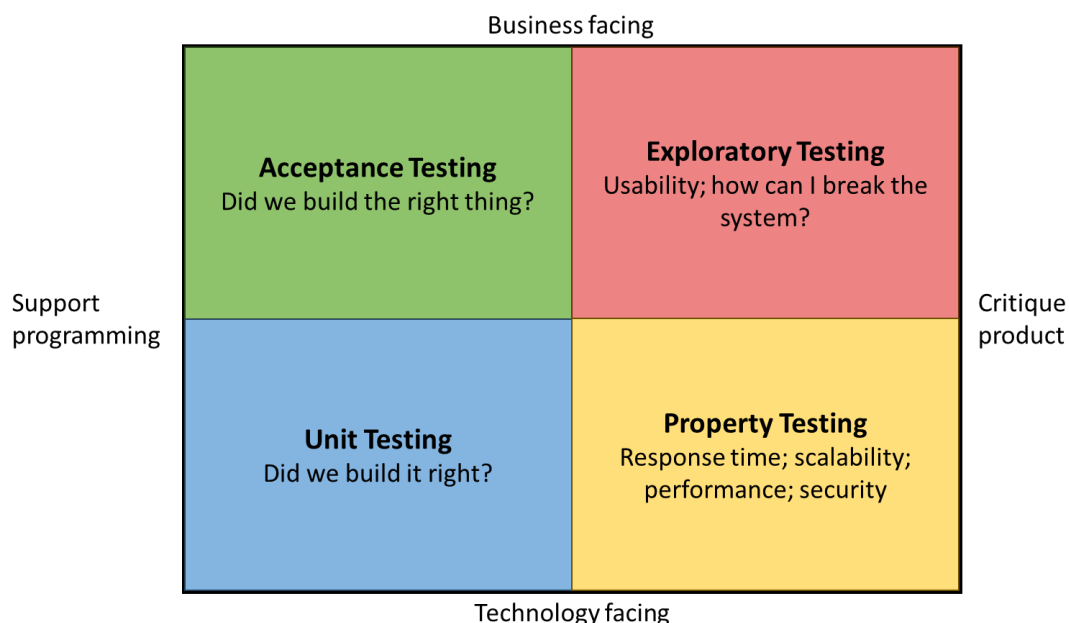 Business facing
Acceptance Testing
Did we build the right thing?
Exploratory Testing
Usability; how can I break the
system?
Support
programming
Critique
product
Unit Testing
Did we build it right?
Property Testing
Response time; scalability;
performance; security
Technology facing